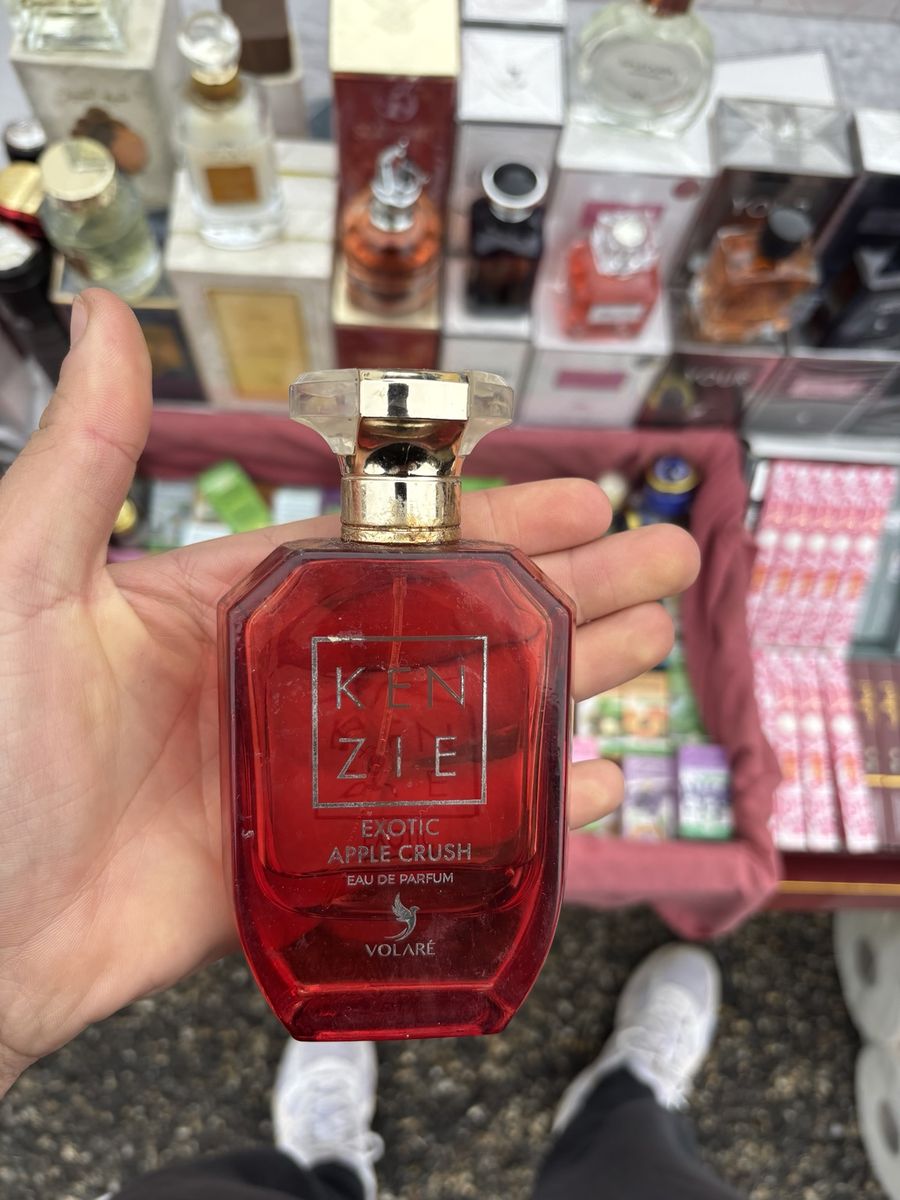 KEN
ZIE
EXOTIC
APPLE CRUSH
EAU DE PARFUM
VOLARÉ